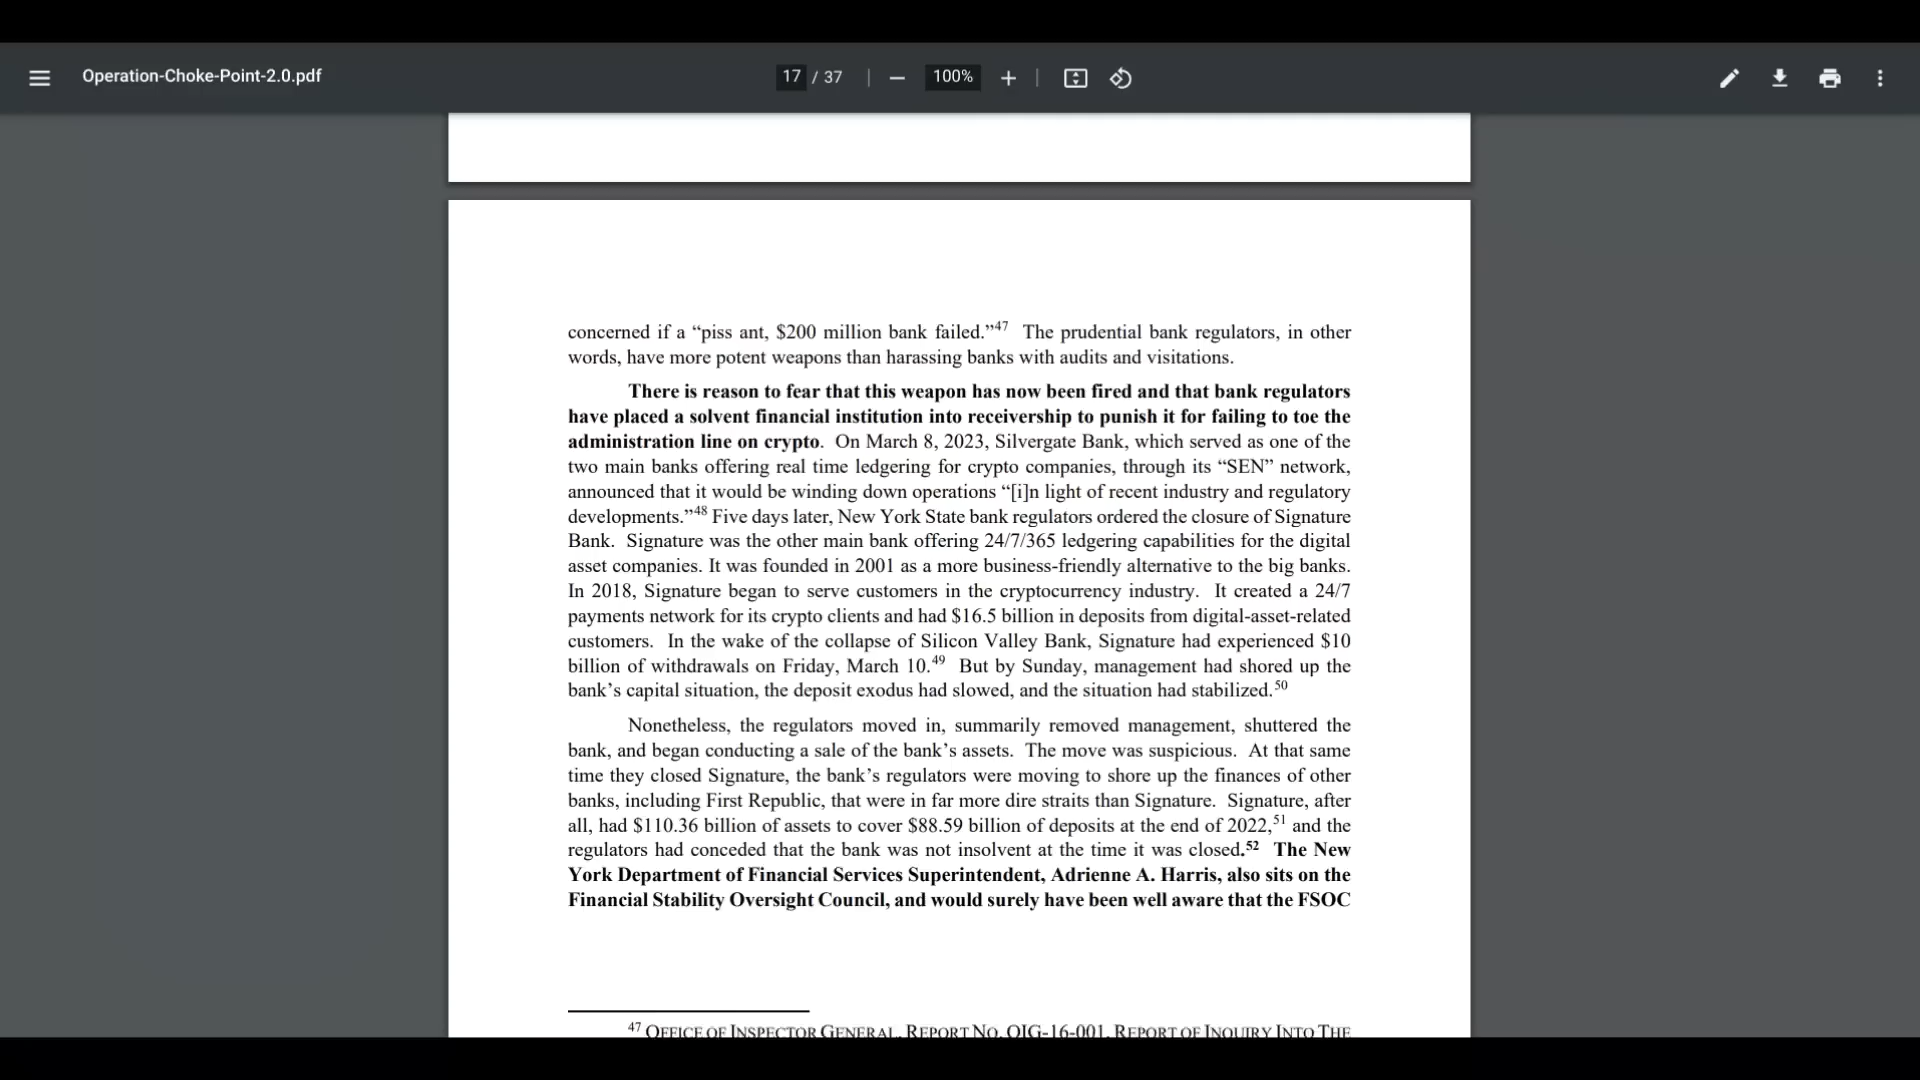 Operation-Choke-Point-2.0.pdf
17 / 37
100%
concerned if a “piss ant, $200 million bank failed.”47 The prudential bank regulators, in other
words, have more potent weapons than harassing banks with audits and visitations.
There is reason to fear that this weapon has now been fired and that bank regulators
have placed a solvent financial institution into receivership to punish it for failing to toe the
administration line on crypto. On March 8, 2023, Silvergate Bank, which served as one of the
two main banks offering real time ledgering for crypto companies, through its “SEN” network,
announced that it would be winding down operations “[i]n light of recent industry and regulatory
developments.”48 Five days later, New York State bank regulators ordered the closure of Signature
Bank. Signature was the other main bank offering 24/7/365 ledgering capabilities for the digital
asset companies. It was founded in 2001 as a more business-friendly alternative to the big banks.
In 2018, Signature began to serve customers in the cryptocurrency industry. It created a 24/7
payments network for its crypto clients and had $16.5 billion in deposits from digital-asset-related
customers. In the wake of the collapse of Silicon Valley Bank, Signature had experienced $10
billion of withdrawals on Friday, March 10.49 But by Sunday, management had shored up the
bank’s capital situation, the deposit exodus had slowed, and the situation had stabilized.50
Nonetheless, the regulators moved in, summarily removed management, shuttered the
bank, and began conducting a sale of the bank’s assets. The move was suspicious. At that same
time they closed Signature, the bank’s regulators were moving to shore up the finances of other
banks, including First Republic, that were in far more dire straits than Signature. Signature, after
all, had $110.36 billion of assets to cover $88.59 billion of deposits at the end of 2022,51 and the
regulators had conceded that the bank was not insolvent at the time it was closed.52 The New
York Department of Financial Services Superintendent, Adrienne A. Harris, also sits on the
Financial Stability Oversight Council, and would surely have been well aware that the FSOC
47 OFFICE OF INSPECTOR GENERAL, REPORT NO. OIG-16-001, REPORT OF INQUIRY INTO THE